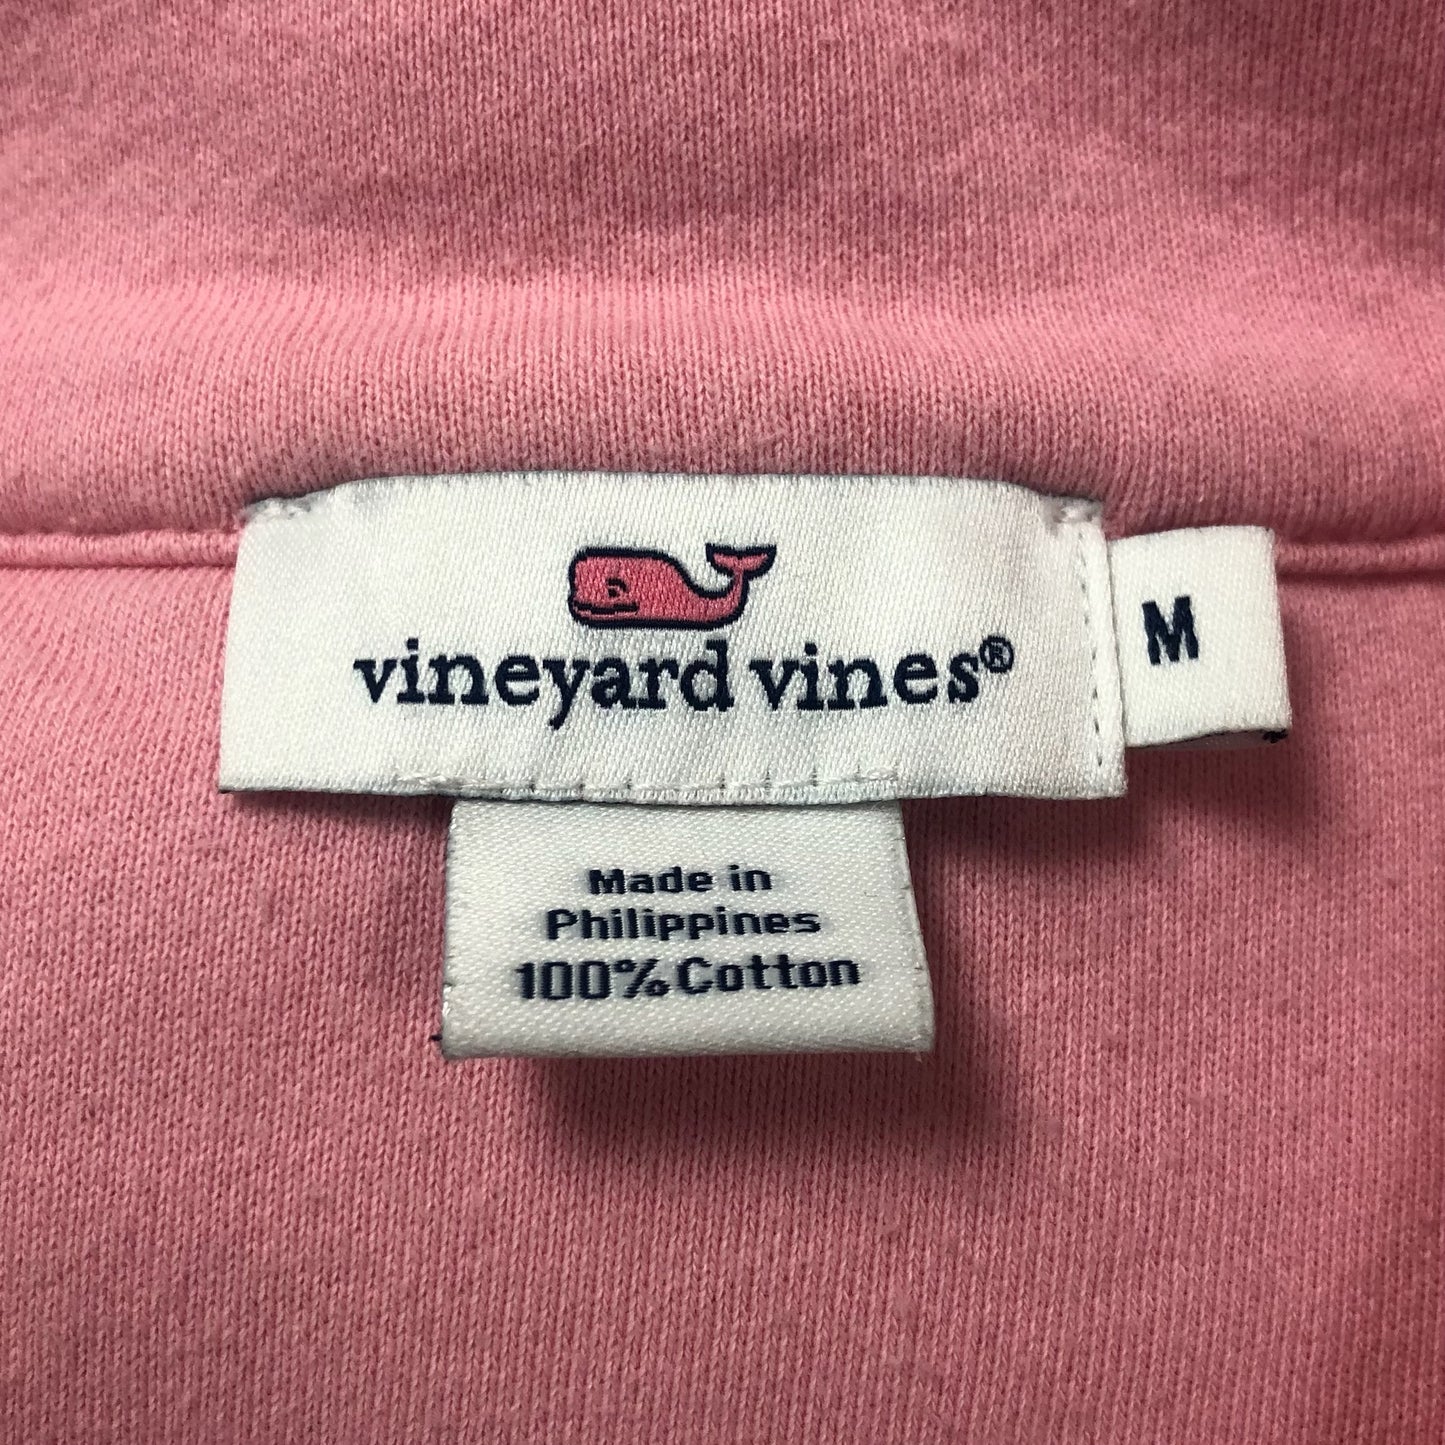 vineyard vines®
M
Made in
Philippines
100% Cotton